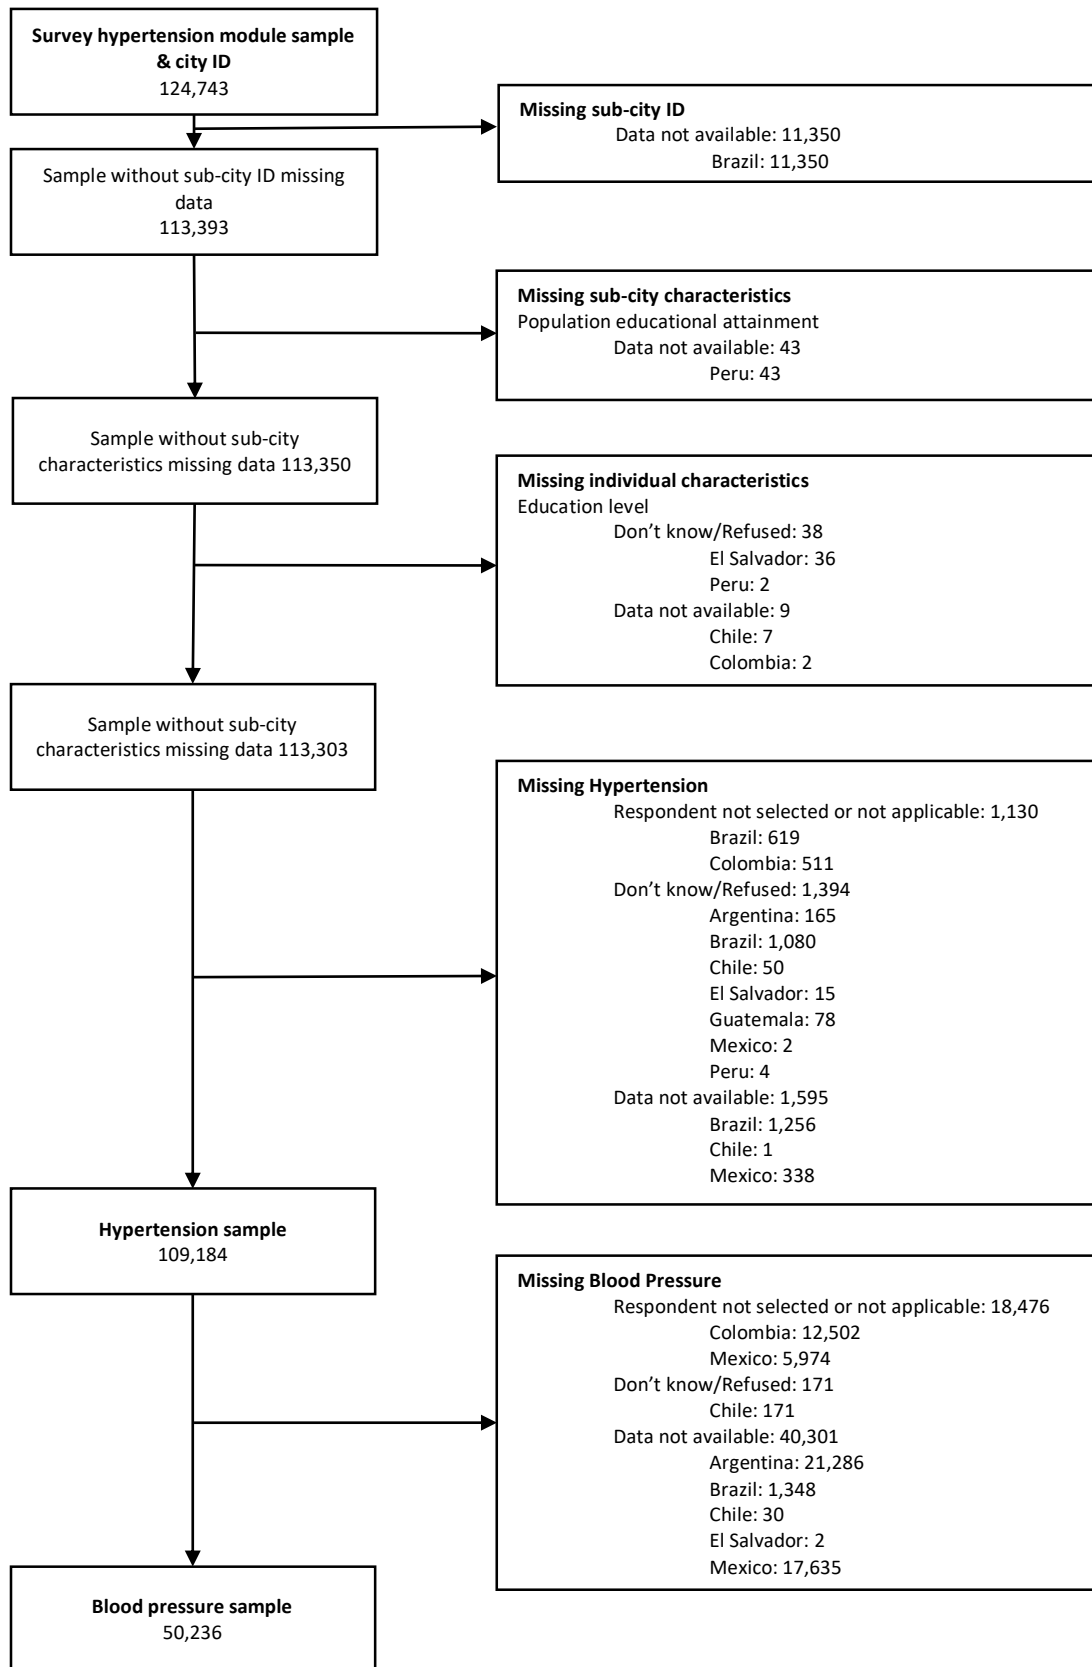 Survey hypertension module sample
& city ID
124,743
Missing sub-city ID
Data not available: 11,350
Brazil: 11,350
Sample without sub-city ID missing
data
113,393
Missing sub-city characteristics
Population educational attainment
Data not available: 43
Peru: 43
Sample without sub-city
characteristics missing data 113,350
Missing individual characteristics
Education level
Don’t know/Refused: 38
El Salvador: 36
Peru: 2
Data not available: 9
Chile: 7
Colombia: 2
Sample without sub-city
characteristics missing data 113,303
Missing Hypertension
Respondent not selected or not applicable: 1,130
Brazil: 619
Colombia: 511
Don’t know/Refused: 1,394
Argentina: 165
Brazil: 1,080
Chile: 50
El Salvador: 15
Guatemala: 78
Mexico: 2
Peru: 4
Data not available: 1,595
Brazil: 1,256
Chile: 1
Mexico: 338
Hypertension sample
109,184
Missing Blood Pressure
Respondent not selected or not applicable: 18,476
Colombia: 12,502
Mexico: 5,974
Don’t know/Refused: 171
Chile: 171
Data not available: 40,301
Argentina: 21,286
Brazil: 1,348
Chile: 30
El Salvador: 2
Mexico: 17,635
Blood pressure sample
50,236